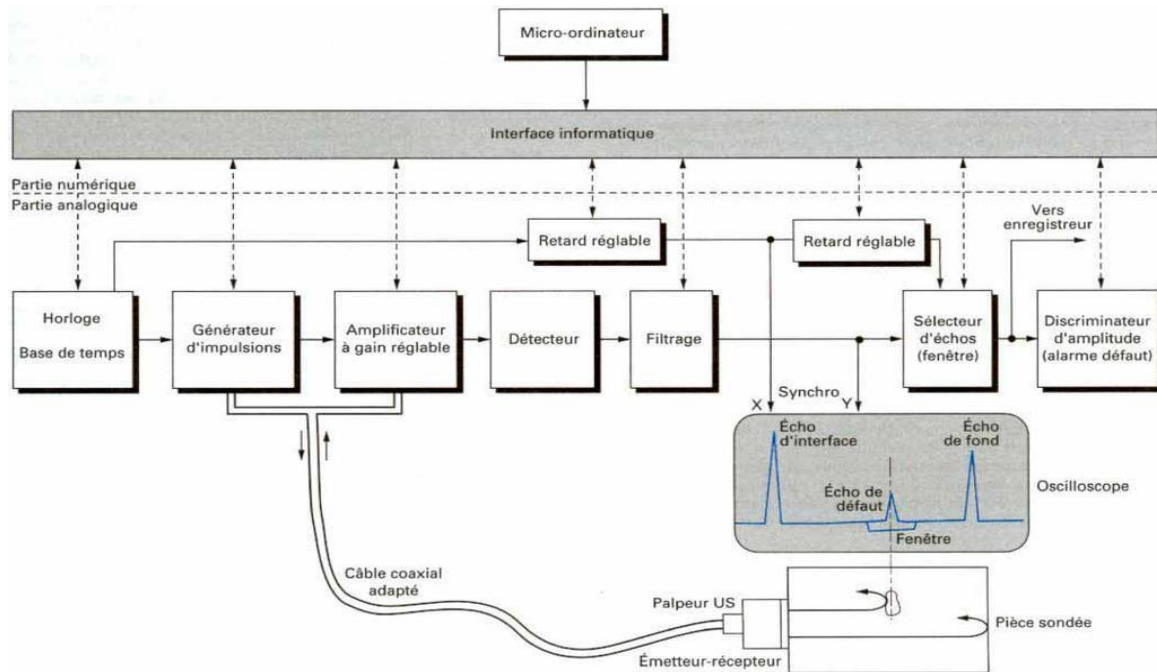 Micro-ordinateur
Interface informatique
Partie numérique
Partie analogique
Retard réglable
Retard réglable
Vers
enregistreur
Horloge
Base de temps
Générateur
d'impulsions
Amplificateur
à gain réglable
Détecteur
Filtrage
Sélecteur
d'échos
(fenêtre)
Discriminateur
d'amplitude
(alarme défaut)
X
Synchro
Y
Écho
d'interface
Écho
de fond
Écho de
défaut
Fenêtre
Oscilloscope
Câble coaxial
adapté
Palpeur US
Émetteur-récepteur
Pièce sondée